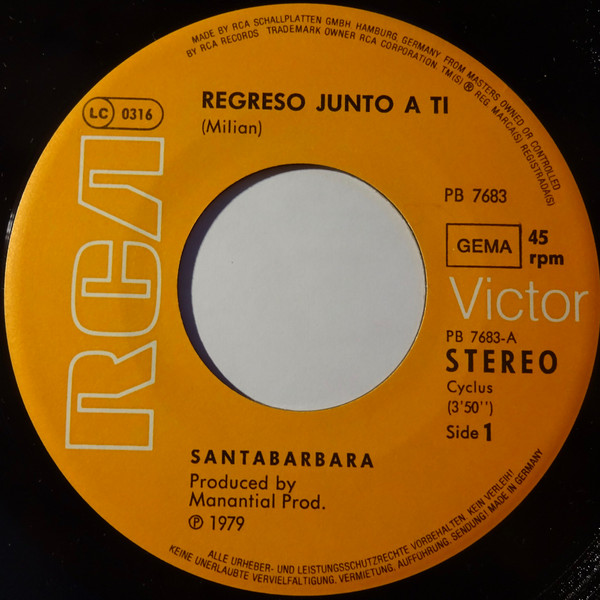 MADE BY RCA SCHALLPLATTEN GMBH, HAMBURG, GERMANY, FROM MASTERS OWNED OR CONTROLLED
BY RCA RECORDS TRADEMARK OWNER RCA CORPORATION. TM(S) ® REG. MARCA(S) REGISTRADA(S)
LC 0316
REGRESO JUNTO A TI
(Milian)
RCA
PB 7683
GEMA
45
rpm
Victor
PB 7683-A
STEREO
Cyclus
(3'50'')
Side 1
SANTABARBARA
Produced by
Manantial Prod.
℗ 1979
ALLE URHEBER- UND LEISTUNGSSCHUTZRECHTE VORBEHALTEN. KEIN VERLEIH!
KEINE UNERLAUBTE VERVIELFÄLTIGUNG, VERMIETUNG, AUFFÜHRUNG, SENDUNG! MADE IN GERMANY